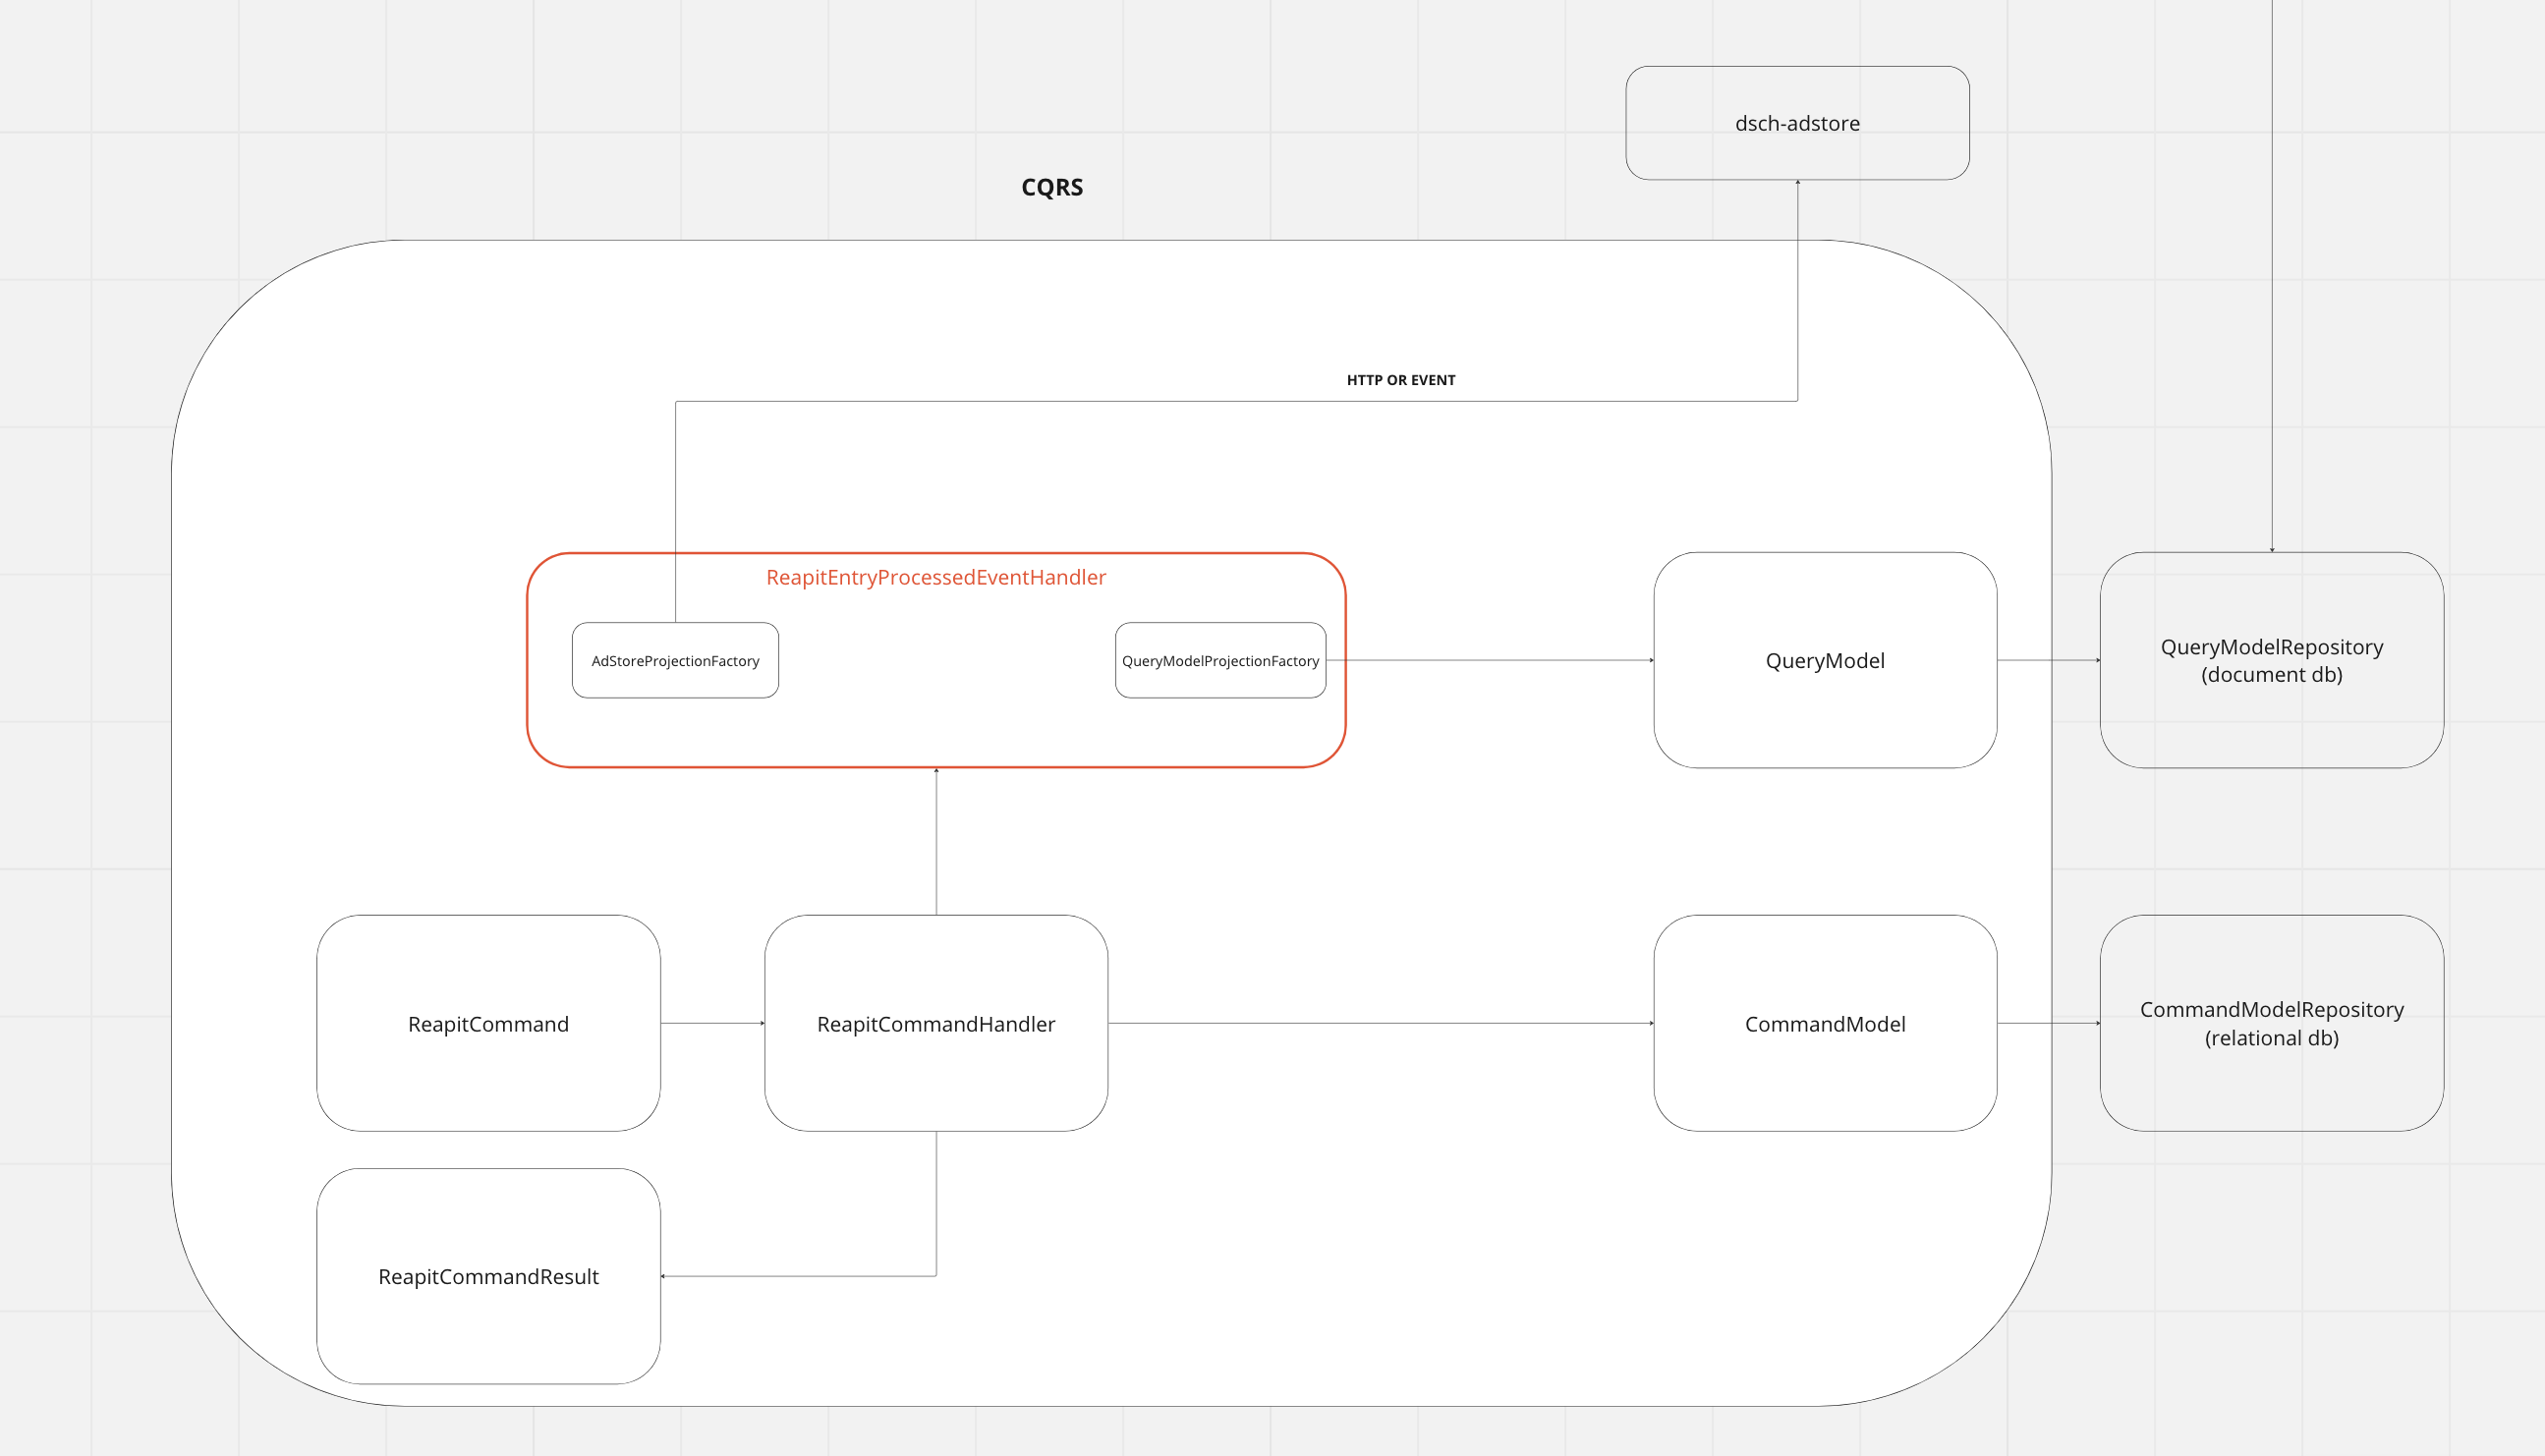 dsch-adstore
CQRS
HTTP OR EVENT
ReapitEntryProcessedEventHandler
AdStoreProjectionFactory
QueryModelProjectionFactory
QueryModel
QueryModelRepository
(document db)
ReapitCommand
ReapitCommandHandler
CommandModel
CommandModelRepository
(relational db)
ReapitCommandResult